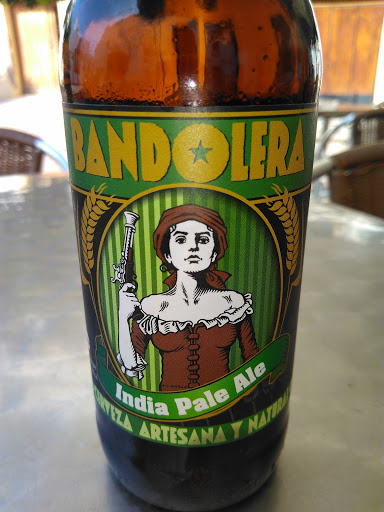 BANDOLERA
India Pale Ale
CERVEZA ARTESANA Y NATURAL